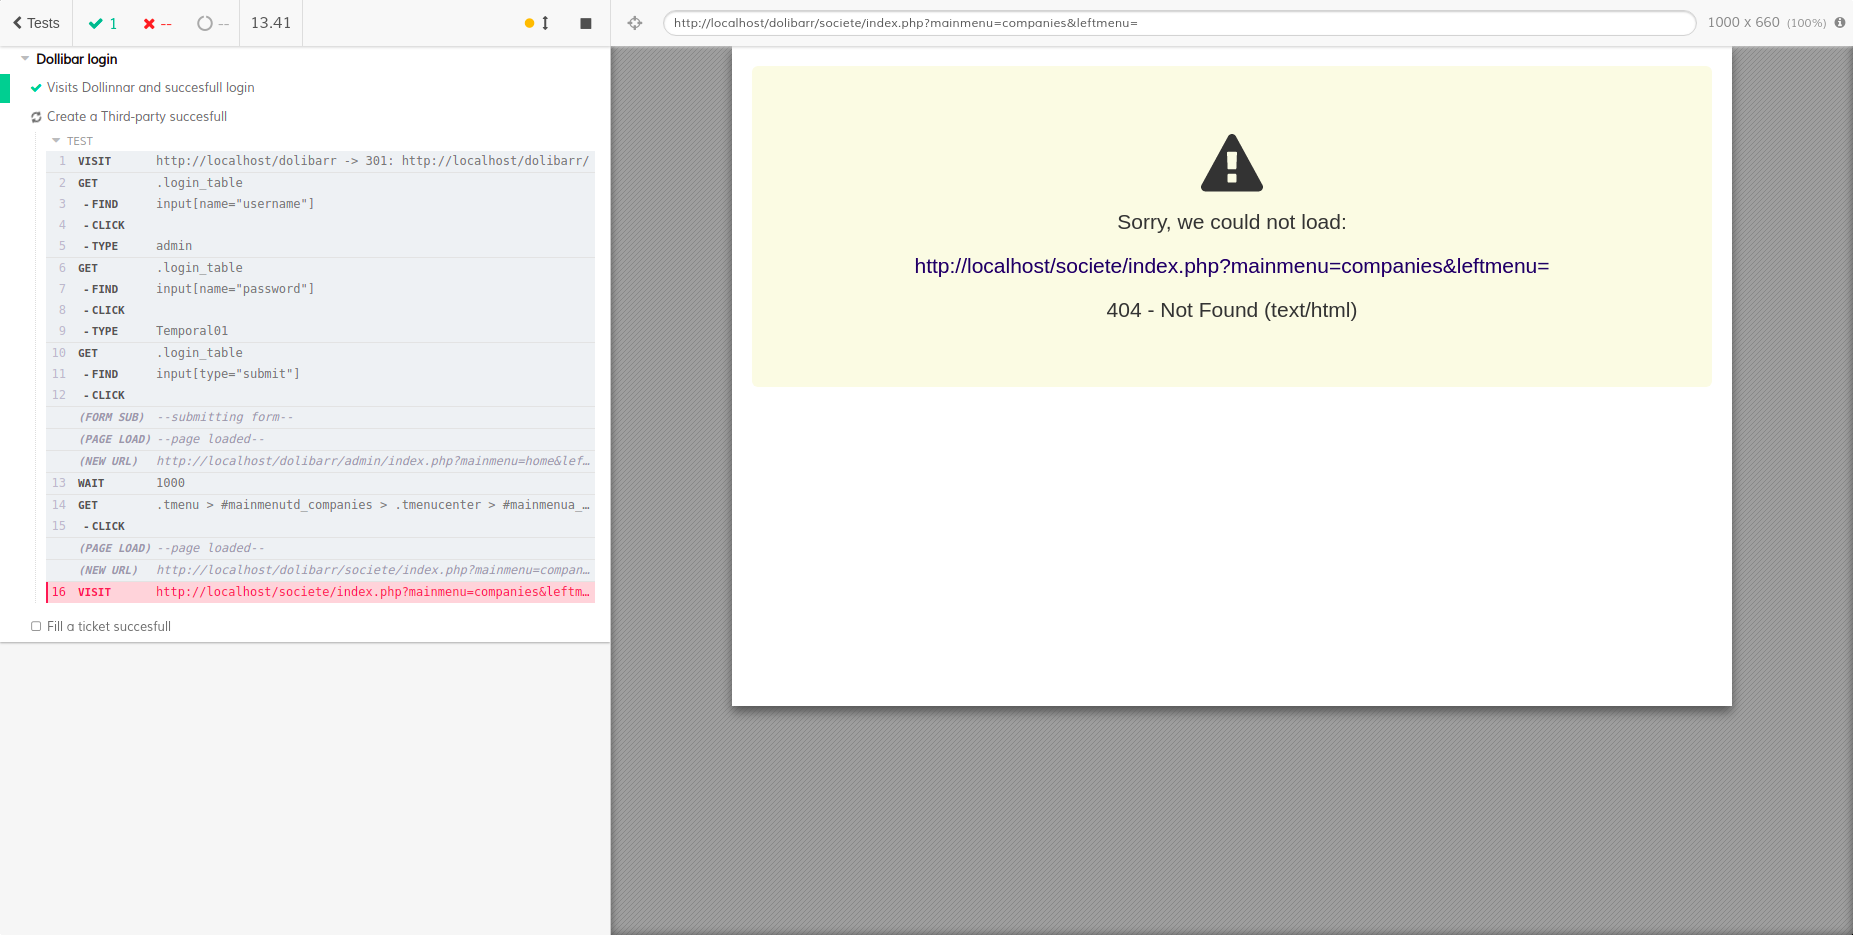 Tests
1
--
--
13.41
http://localhost/dolibarr/societe/index.php?mainmenu=companies&leftmenu=
1000 x 660 (100%)
Dollibar login
Visits Dollinnar and succesfull login
Create a Third-party succesfull
TEST
1 VISIT http://localhost/dolibarr -> 301: http://localhost/dolibarr/
2 GET .login_table
3 - FIND input[name="username"]
4 - CLICK
5 - TYPE admin
6 GET .login_table
7 - FIND input[name="password"]
8 - CLICK
9 - TYPE Temporal01
10 GET .login_table
11 - FIND input[type="submit"]
12 - CLICK
(FORM SUB) --submitting form--
(PAGE LOAD) --page loaded--
(NEW URL) http://localhost/dolibarr/admin/index.php?mainmenu=home&lef…
13 WAIT 1000
14 GET .tmenu > #mainmenutd_companies > .tmenucenter > #mainmenua_…
15 - CLICK
(PAGE LOAD) --page loaded--
(NEW URL) http://localhost/dolibarr/societe/index.php?mainmenu=compan…
16 VISIT http://localhost/societe/index.php?mainmenu=companies&leftm…
Fill a ticket succesfull
Sorry, we could not load:
http://localhost/societe/index.php?mainmenu=companies&leftmenu=
404 - Not Found (text/html)